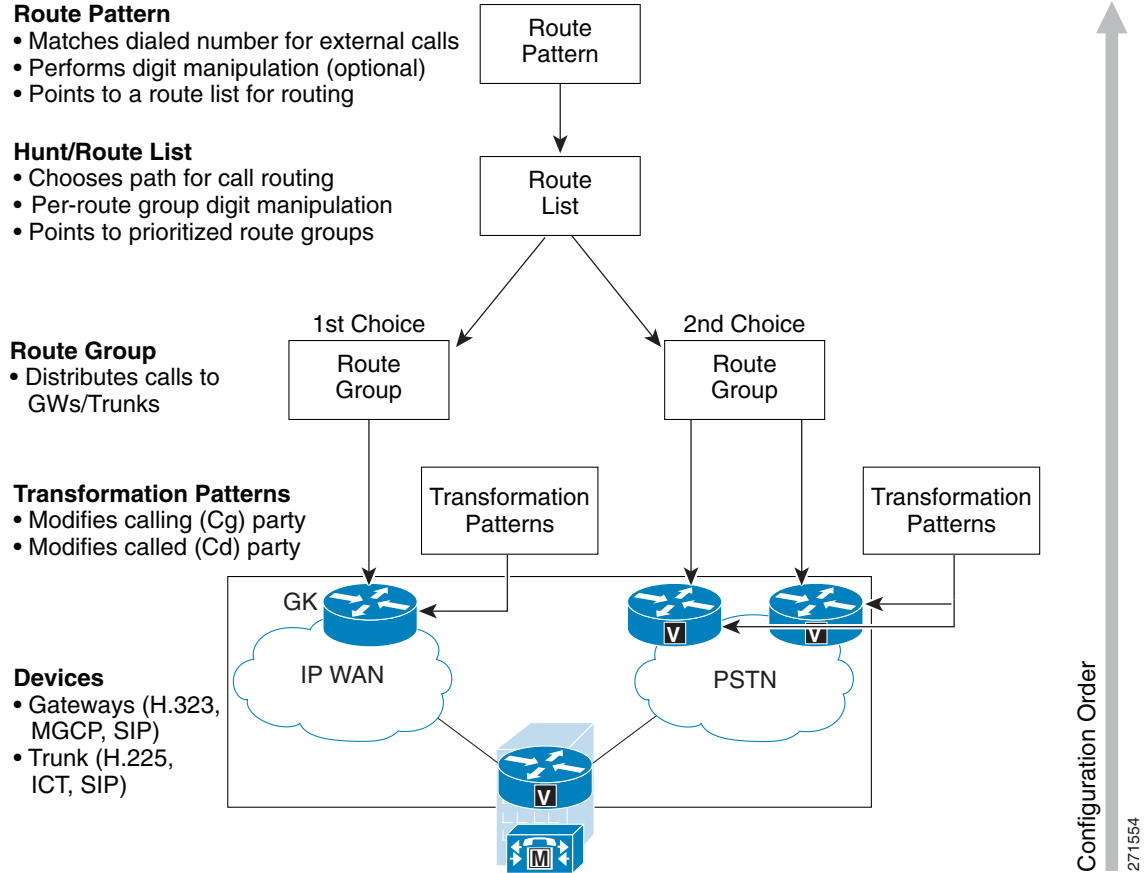 Route Pattern
• Matches dialed number for external calls
• Performs digit manipulation (optional)
• Points to a route list for routing
Route
Pattern
Hunt/Route List
• Chooses path for call routing
• Per-route group digit manipulation
• Points to prioritized route groups
Route
List
1st Choice
2nd Choice
Route Group
• Distributes calls to
GWs/Trunks
Route
Group
Route
Group
Transformation Patterns
• Modifies calling (Cg) party
• Modifies called (Cd) party
Transformation
Patterns
Transformation
Patterns
GK
V
V
IP WAN
PSTN
Devices
• Gateways (H.323,
MGCP, SIP)
• Trunk (H.225,
ICT, SIP)
V
M
Configuration Order
271554